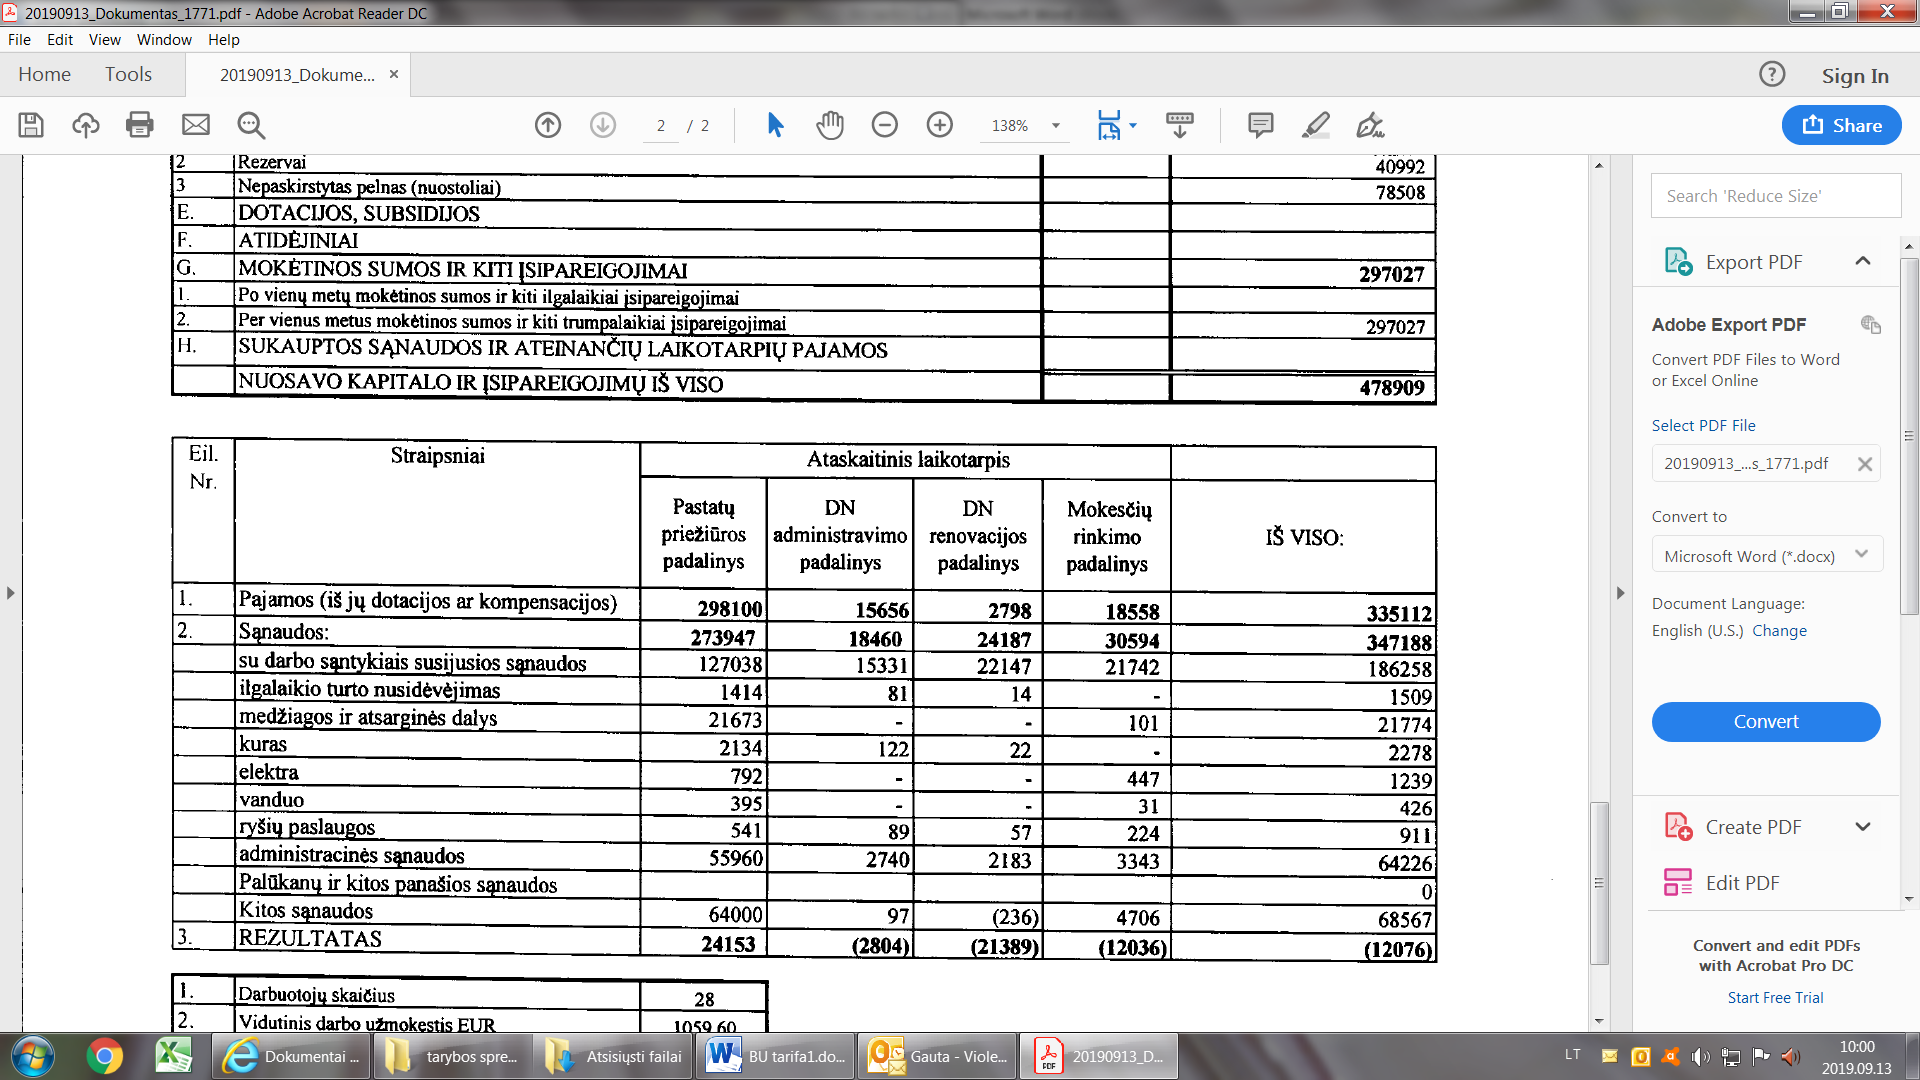 20190913_Dokumentas_1771.pdf - Adobe Acrobat Reader DC
File Edit View Window Help
Home Tools 20190913_Dokume... × Sign In
2 / 2 138% Share
2 Rezervai 40992
3 Nepaskirstytas pelnas (nuostoliai) 78508
E. DOTACIJOS, SUBSIDIJOS
F. ATIDĖJINIAI
G. MOKĖTINOS SUMOS IR KITI ĮSIPAREIGOJIMAI 297027
1. Po vienų metų mokėtinos sumos ir kiti ilgalaikiai įsipareigojimai
2. Per vienus metus mokėtinos sumos ir kiti trumpalaikiai įsipareigojimai 297027
H. SUKAUPTOS SĄNAUDOS IR ATEINANČIŲ LAIKOTARPIŲ PAJAMOS
NUOSAVO KAPITALO IR ĮSIPAREIGOJIMŲ IŠ VISO 478909
Eil. Nr. Straipsniai Ataskaitinis laikotarpis
Pastatų priežiūros padalinys DN administravimo padalinys DN renovacijos padalinys Mokesčių rinkimo padalinys IŠ VISO:
1. Pajamos (iš jų dotacijos ar kompensacijos) 298100 15656 2798 18558 335112
2. Sąnaudos: 273947 18460 24187 30594 347188
su darbo santykiais susijusios sąnaudos 127038 15331 22147 21742 186258
ilgalaikio turto nusidėvėjimas 1414 81 14 - 1509
medžiagos ir atsarginės dalys 21673 - - 101 21774
kuras 2134 122 22 - 2278
elektra 792 - - 447 1239
vanduo 395 - - 31 426
ryšių paslaugos 541 89 57 224 911
administracinės sąnaudos 55960 2740 2183 3343 64226
Palūkanų ir kitos panašios sąnaudos 0
Kitos sąnaudos 64000 97 (236) 4706 68567
3. REZULTATAS 24153 (2804) (21389) (12036) (12076)
1. Darbuotojų skaičius 28
2. Vidutinis darbo užmokestis EUR 1059,60
Search 'Reduce Size'
Export PDF
Adobe Export PDF
Convert PDF Files to Word
or Excel Online
Select PDF File
20190913_...s_1771.pdf
Convert to
Microsoft Word (*.docx)
Document Language:
English (U.S.) Change
Convert
Create PDF
Edit PDF
Convert and edit PDFs
with Acrobat Pro DC
Start Free Trial
Dokumentai ... tarybos spre... Atsisiųsti failai BU tarifa1.do... Gauta - Viole... 20190913_D... LT 10:00
2019.09.13